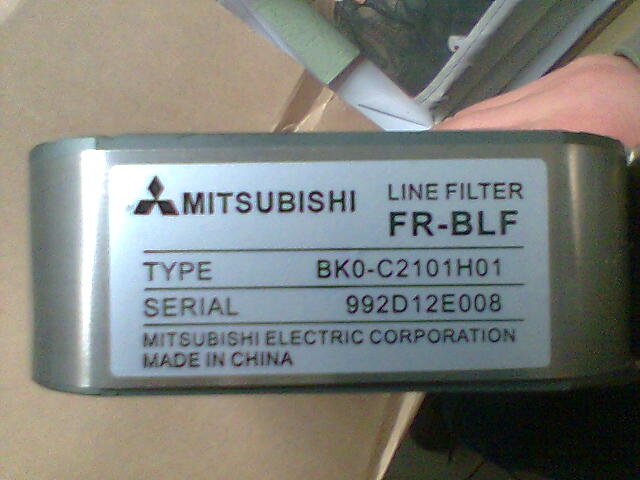 MITSUBISHI
LINE FILTER
FR-BLF
TYPE BK0-C2101H01
SERIAL 992D12E008
MITSUBISHI ELECTRIC CORPORATION
MADE IN CHINA